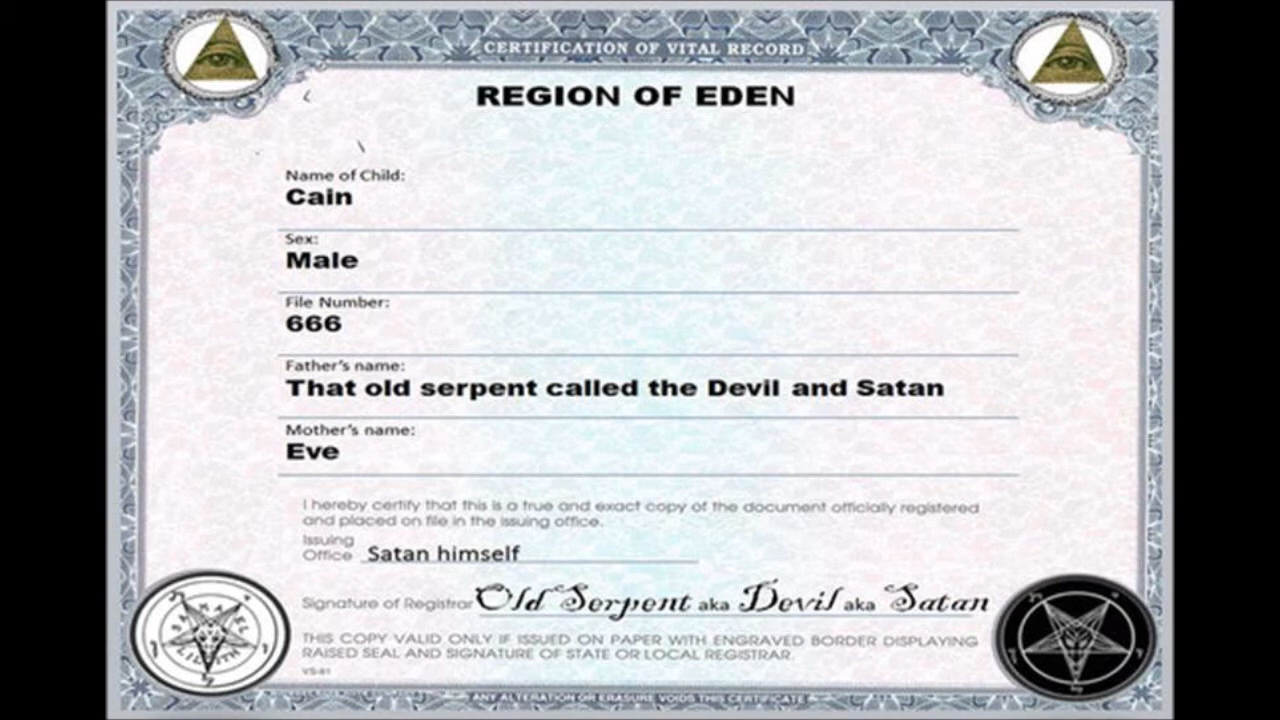 CERTIFICATION OF VITAL RECORD
REGION OF EDEN
Name of Child:
Cain
Sex:
Male
File Number:
666
Father's name:
That old serpent called the Devil and Satan
Mother's name:
Eve
I hereby certify that this is a true and exact copy of the document officially registered
and placed on file in the issuing office.
Issuing
Office Satan himself
Signature of Registrar Old Serpent aka Devil aka Satan
THIS COPY VALID ONLY IF ISSUED ON PAPER WITH ENGRAVED BORDER DISPLAYING
RAISED SEAL AND SIGNATURE OF STATE OR LOCAL REGISTRAR.
VS-61
ANY ALTERATION OR ERASURE VOIDS THIS CERTIFICATE
SAMAEL
LILITH